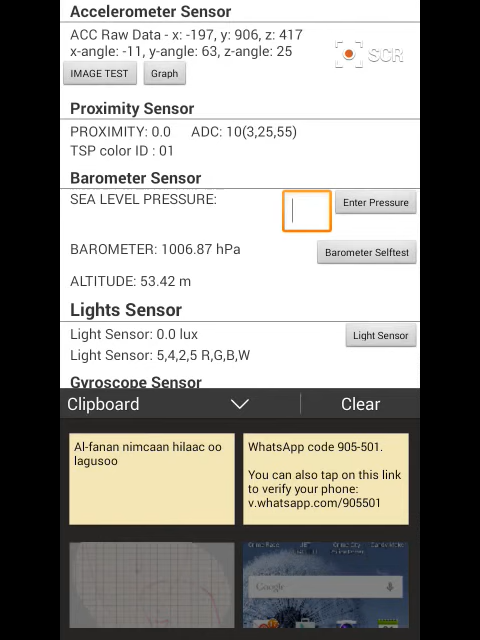 Accelerometer Sensor
ACC Raw Data - x: -197, y: 906, z: 417
x-angle: -11, y-angle: 63, z-angle: 25
SCR
IMAGE TEST
Graph
Proximity Sensor
PROXIMITY: 0.0 ADC: 10(3,25,55)
TSP color ID : 01
Barometer Sensor
SEA LEVEL PRESSURE:
Enter Pressure
BAROMETER: 1006.87 hPa
Barometer Selftest
ALTITUDE: 53.42 m
Lights Sensor
Light Sensor: 0.0 lux
Light Sensor
Light Sensor: 5,4,2,5 R,G,B,W
Gyroscope Sensor
Clipboard
Clear
Al-fanan nimcaan hilaac oo
lagusoo
WhatsApp code 905-501.
You can also tap on this link
to verify your phone:
v.whatsapp.com/905501
Google